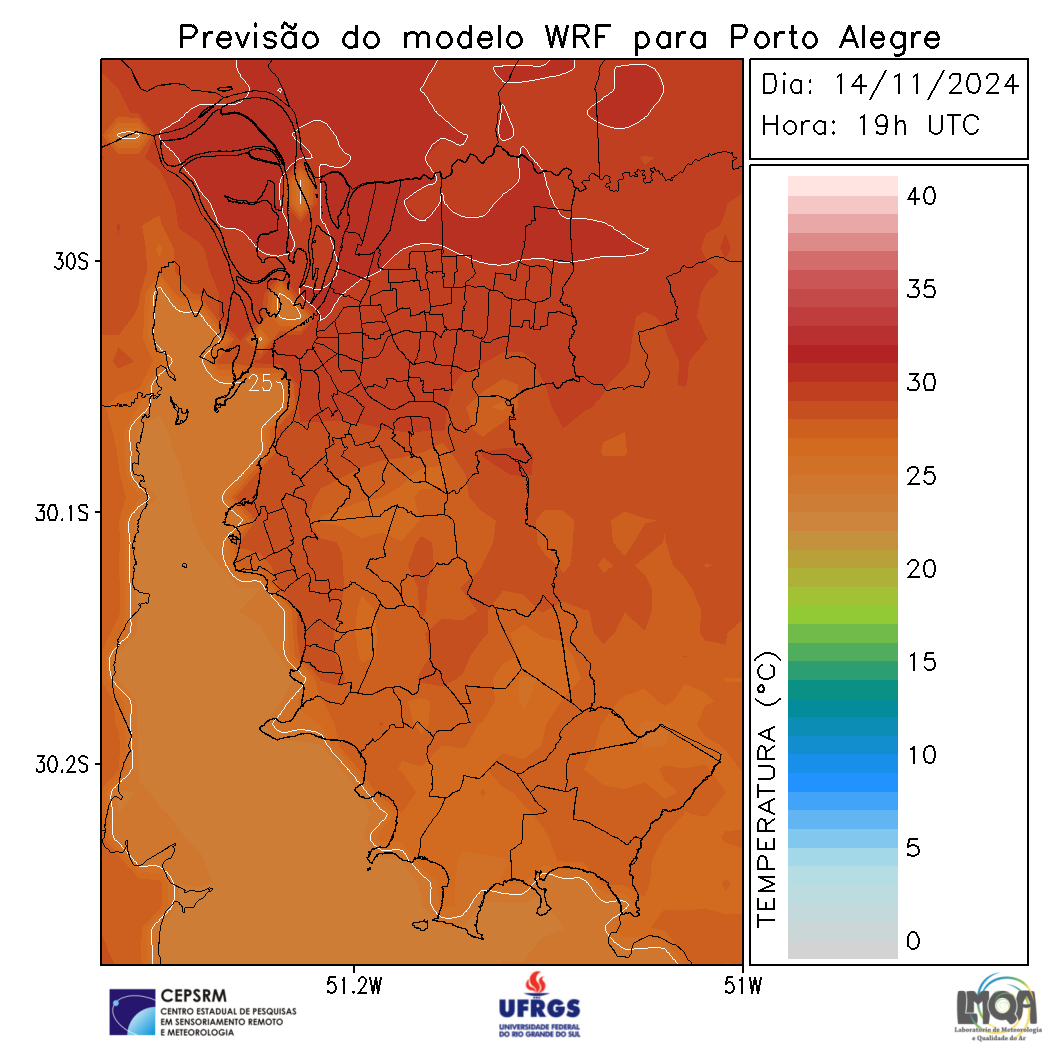 Previsão do modelo WRF para Porto Alegre
Dia: 14/11/2024
Hora: 19h UTC
40
35
30
25
20
15
10
5
0
TEMPERATURA (°C)
30S
30.1S
30.2S
25
51.2W
51W
CEPSRM
CENTRO ESTADUAL DE PESQUISAS
EM SENSORIAMENTO REMOTO
E METEOROLOGIA
UFRGS
UNIVERSIDADE FEDERAL
DO RIO GRANDE DO SUL
LMQA
Laboratório de Meteorologia
e Qualidade do Ar